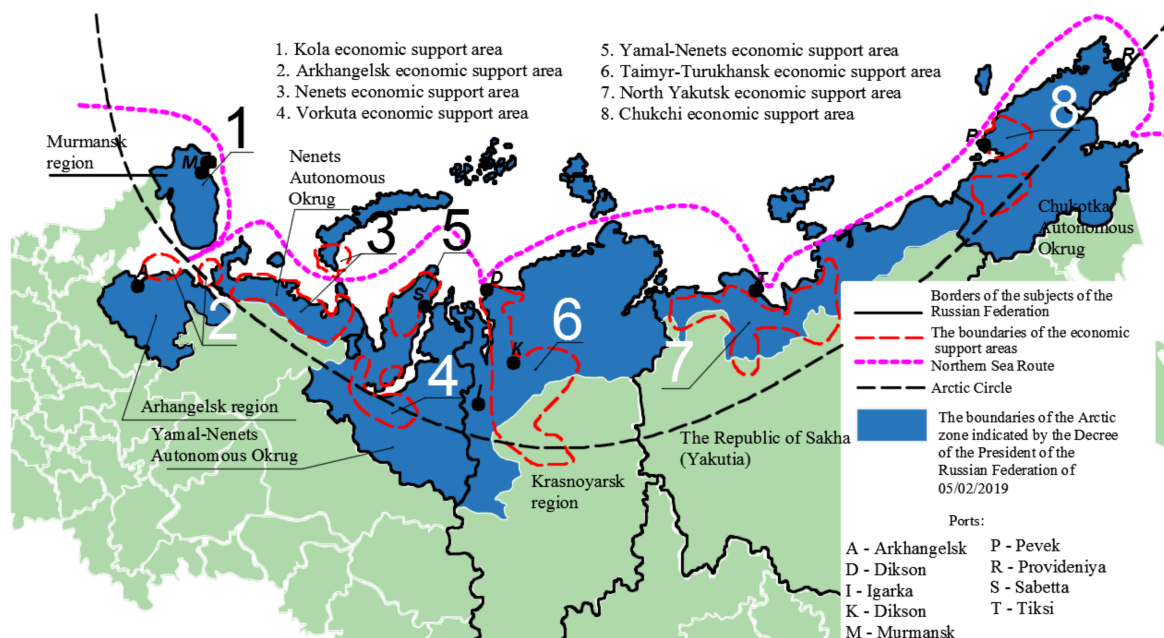 1. Kola economic support area
2. Arkhangelsk economic support area
3. Nenets economic support area
4. Vorkuta economic support area
5. Yamal-Nenets economic support area
6. Taimyr-Turukhansk economic support area
7. North Yakutsk economic support area
8. Chukchi economic support area
1
Murmansk
region
M
Nenets
Autonomous
Okrug
3
5
A
2
S
D
K
I
4
6
T
7
P
R
8
Chukotka
Autonomous
Okrug
Arhangelsk region
Yamal-Nenets
Autonomous Okrug
Krasnoyarsk
region
The Republic of Sakha
(Yakutia)
Borders of the subjects of the
Russian Federation
The boundaries of the economic
support areas
Northern Sea Route
Arctic Circle
The boundaries of the Arctic
zone indicated by the Decree
of the President of the
Russian Federation of
05/02/2019
Ports:
A - Arkhangelsk
D - Dikson
I - Igarka
K - Dikson
M - Murmansk
P - Pevek
R - Provideniya
S - Sabetta
T - Tiksi